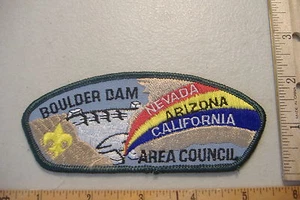 BOULDER DAM
NEVADA
ARIZONA
CALIFORNIA
AREA COUNCIL